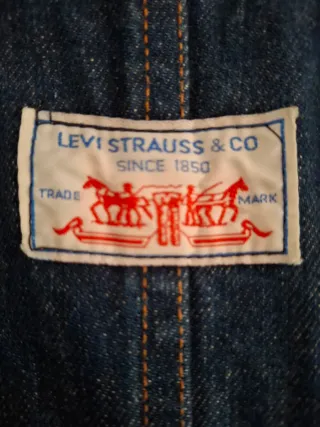 LEVI STRAUSS & CO
SINCE 1850
TRADE MARK